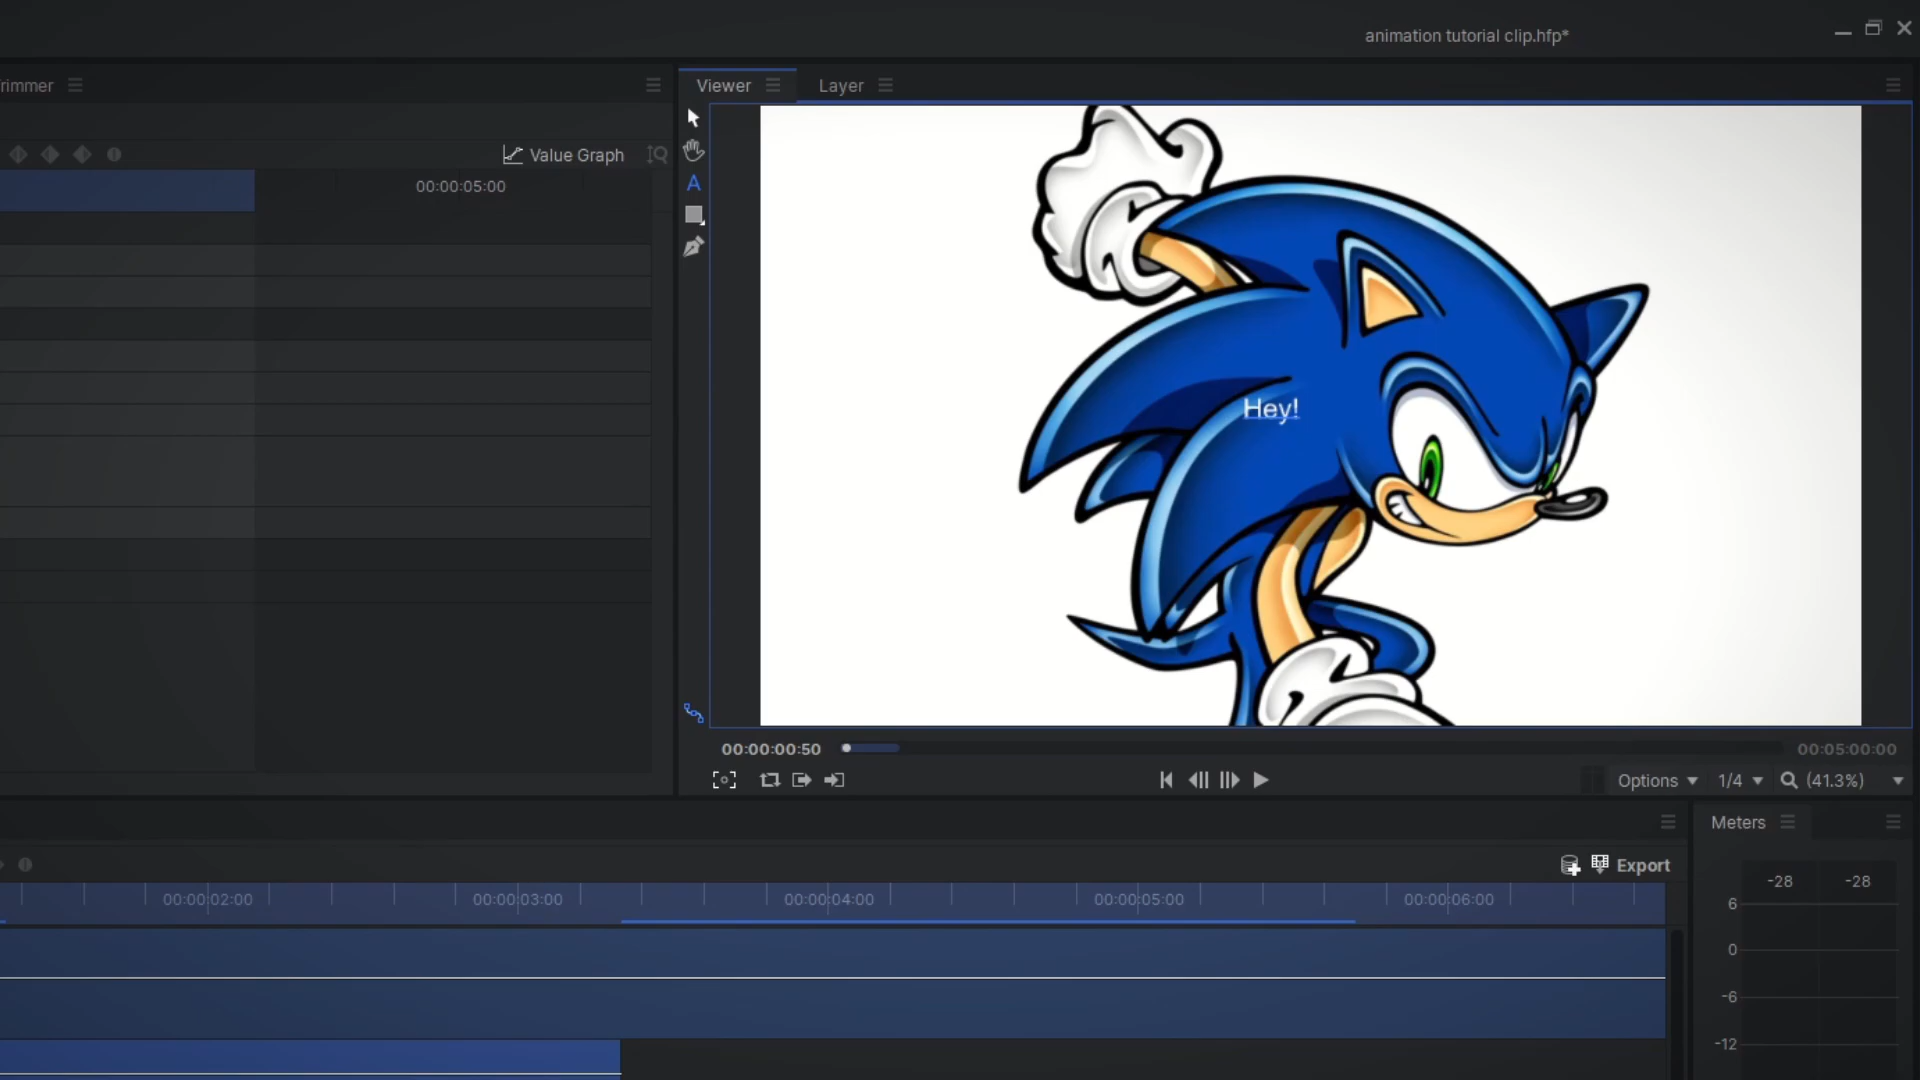 animation tutorial clip.hfp*
rimmer
Viewer
Layer
Value Graph
00:00:05:00
A
Hey!
00:00:00:50
00:05:00:00
Options
1/4
(41.3%)
Meters
Export
-28
-28
00:00:02:00
00:00:03:00
00:00:04:00
00:00:05:00
00:00:06:00
6
0
-6
-12